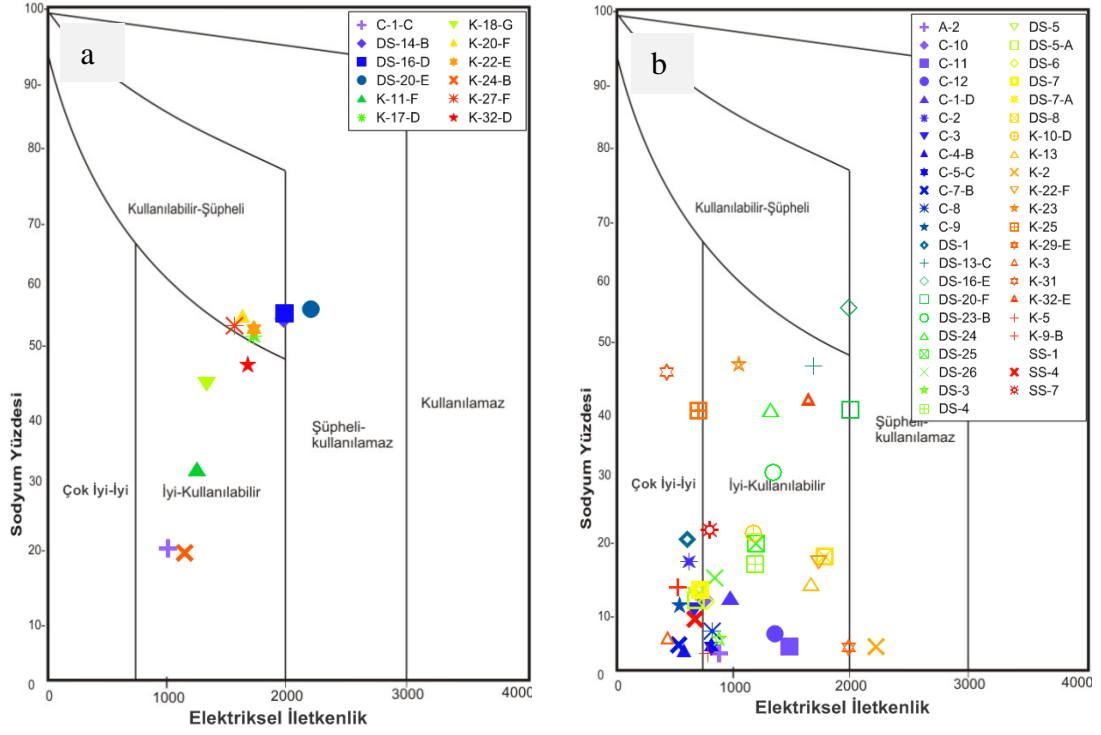 a
C-1-C
DS-14-B
DS-16-D
DS-20-E
K-11-F
K-17-D
K-18-G
K-20-F
K-22-E
K-24-B
K-27-F
K-32-D
100
90-
80-
70-
60-
50-
40-
30-
20-
10-
0
1000
2000
3000
4000
Sodyum Yüzdesi
Elektriksel İletkenlik
Kullanılabilir-Şüpheli
Çok İyi-İyi
İyi-Kullanılabilir
Şüpheli-
kullanılamaz
Kullanılamaz
b
A-2
C-10
C-11
C-12
C-1-D
C-2
C-3
C-4-B
C-5-C
C-7-B
C-8
C-9
DS-1
DS-13-C
DS-16-E
DS-20-F
DS-23-B
DS-24
DS-25
DS-26
DS-3
DS-4
DS-5
DS-5-A
DS-6
DS-7
DS-7-A
DS-8
K-10-D
K-13
K-2
K-22-F
K-23
K-25
K-29-E
K-3
K-31
K-32-E
K-5
K-9-B
SS-1
SS-4
SS-7
100
90-
80-
70-
60-
50-
40-
30-
20-
10-
0
0
1000
2000
3000
4000
Sodyum Yüzdesi
Elektriksel İletkenlik
Kullanılabilir-Şüpheli
Çok İyi-İyi
İyi-Kullanılabilir
Şüpheli-
kullanılamaz